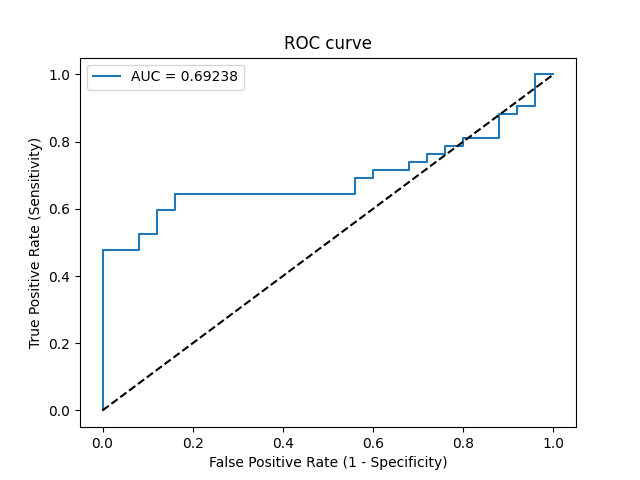 ROC curve
AUC = 0.69238
True Positive Rate (Sensitivity)
1.0
0.8
0.6
0.4
0.2
0.0
0.0 0.2 0.4 0.6 0.8 1.0
False Positive Rate (1 - Specificity)